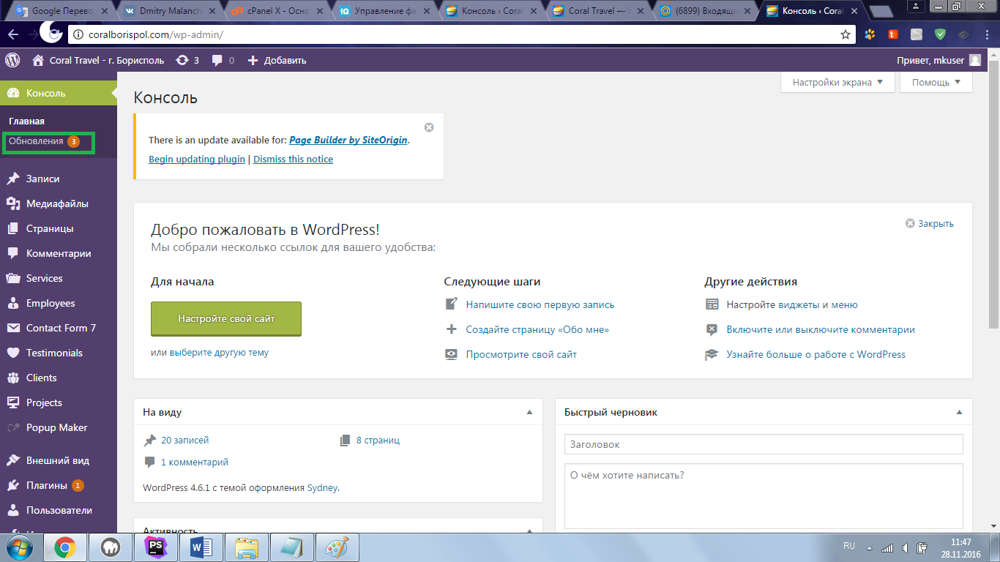 Google Перево
Dmitry Malanch
cPanel X - Осно
Управление фа
Консоль ‹ Coral
Coral Travel — г
(6899) Входящи
Консоль ‹ Coral
coralborispol.com/wp-admin/
Coral Travel - г. Борисполь 3 0 Добавить
Привет, mkuser
Консоль
Главная
Обновления 3
Записи
Медиафайлы
Страницы
Комментарии
Services
Employees
Contact Form 7
Testimonials
Clients
Projects
Popup Maker
Внешний вид
Плагины 1
Пользователи
Настройки экрана
Помощь
Консоль
There is an update available for: Page Builder by SiteOrigin.
Begin updating plugin | Dismiss this notice
Добро пожаловать в WordPress!
Закрыть
Мы собрали несколько ссылок для вашего удобства:
Для начала
Настройте свой сайт
или выберите другую тему
Следующие шаги
Напишите свою первую запись
Создайте страницу «Обо мне»
Просмотрите свой сайт
Другие действия
Настройте виджеты и меню
Включите или выключите комментарии
Узнайте больше о работе с WordPress
На виду
20 записей
8 страниц
1 комментарий
WordPress 4.6.1 с темой оформления Sydney.
Активность
Быстрый черновик
Заголовок
О чём хотите написать?
RU
11:47
28.11.2016